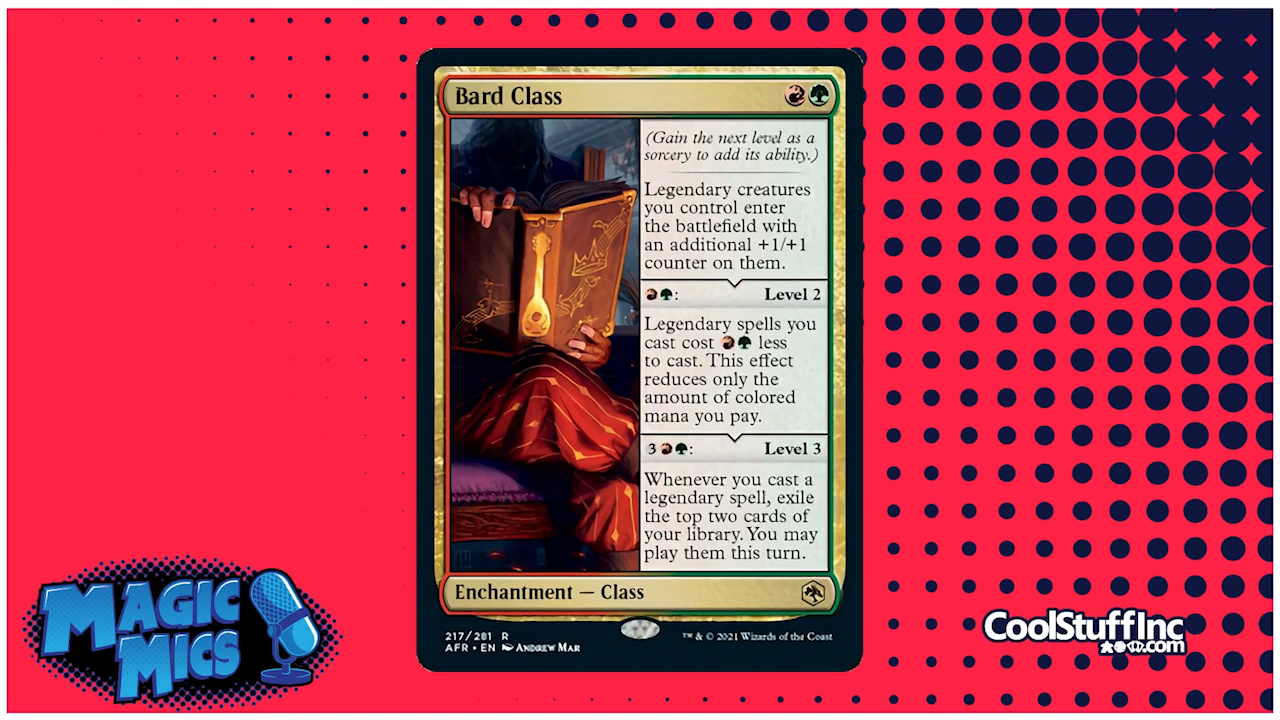 Bard Class
(Gain the next level as a
sorcery to add its ability.)
Legendary creatures
you control enter
the battlefield with
an additional +1/+1
counter on them.
: Level 2
Legendary spells you
cast cost less
to cast. This effect
reduces only the
amount of colored
mana you pay.
3 : Level 3
Whenever you cast a
legendary spell, exile
the top two cards of
your library. You may
play them this turn.
Enchantment — Class
217/281 R
AFR • EN Andrew Mar
™ & © 2021 Wizards of the Coast
MAGIC
MICS
CoolStuffInc
.com